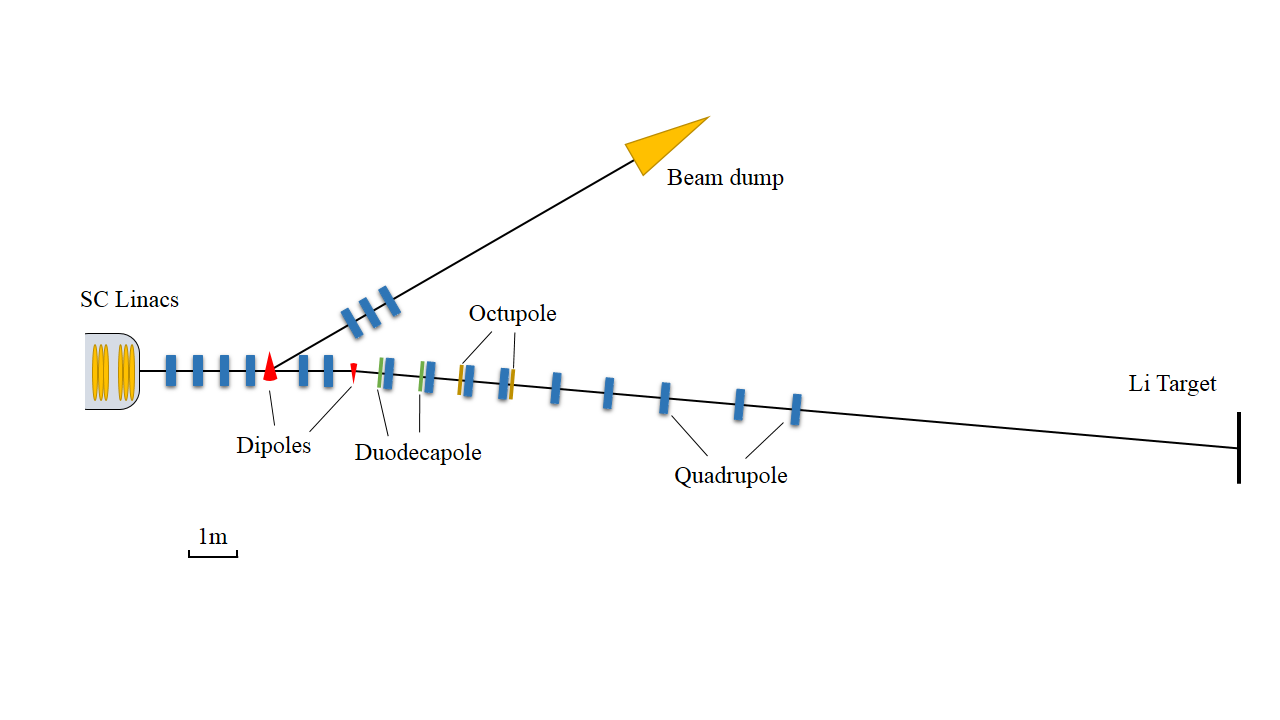 Beam dump
SC Linacs
Octupole
Li Target
Dipoles
Duodecapole
Quadrupole
1m